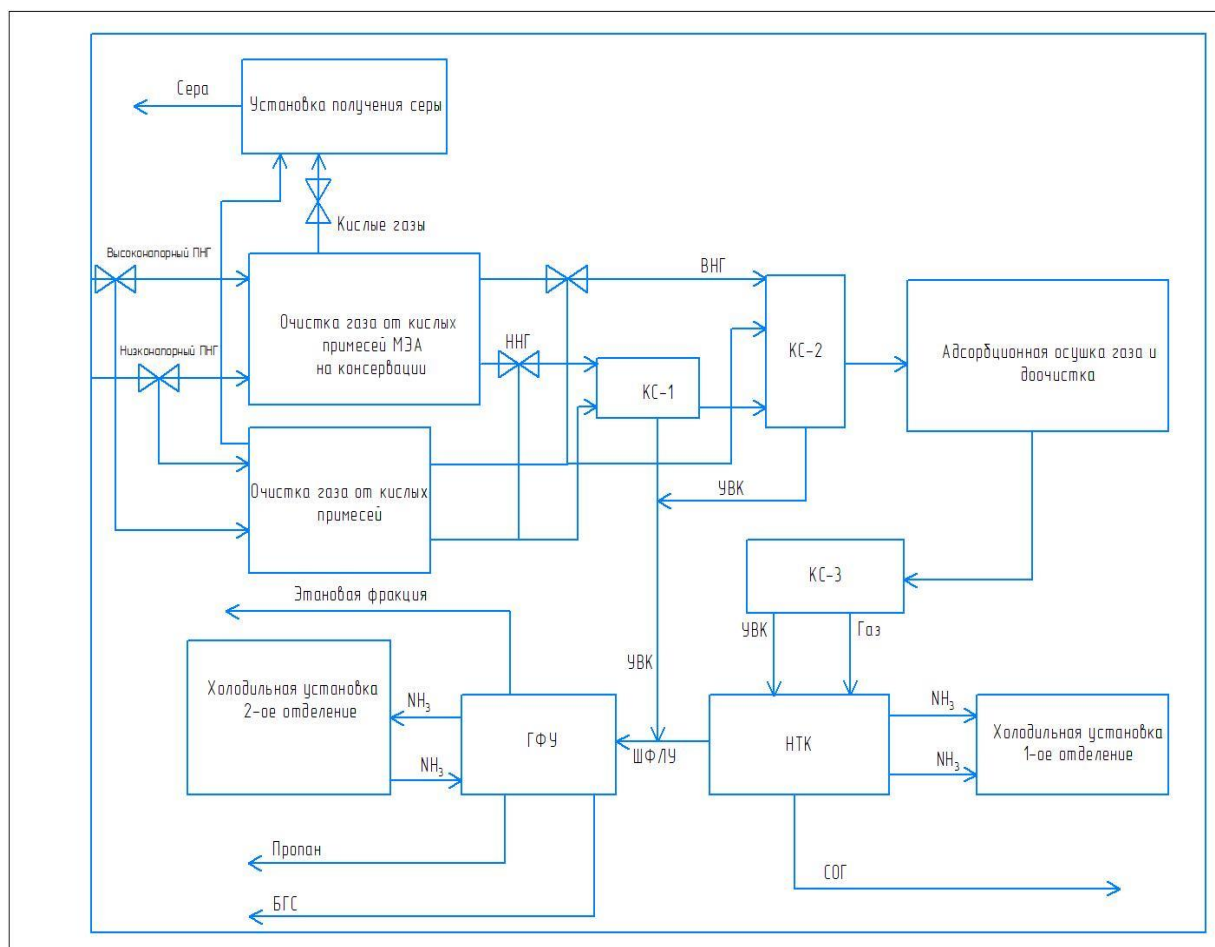 Сера
Установка получения серы
Кислые газы
Высоконапорный ПНГ
ВНГ
Очистка газа от кислых
примесей МЭА
на консервации
Низконапорный ПНГ
ННГ
КС-1
КС-2
Адсорбционная осушка газа и
доочистка
Очистка газа от кислых
примесей
УВК
КС-3
Этановая фракция
УВК
Газ
УВК
Холодильная установка
2-ое отделение
NH₃
NH₃
ГФУ
ШФЛУ
НТК
NH₃
NH₃
Холодильная установка
1-ое отделение
Пропан
СОГ
БГС